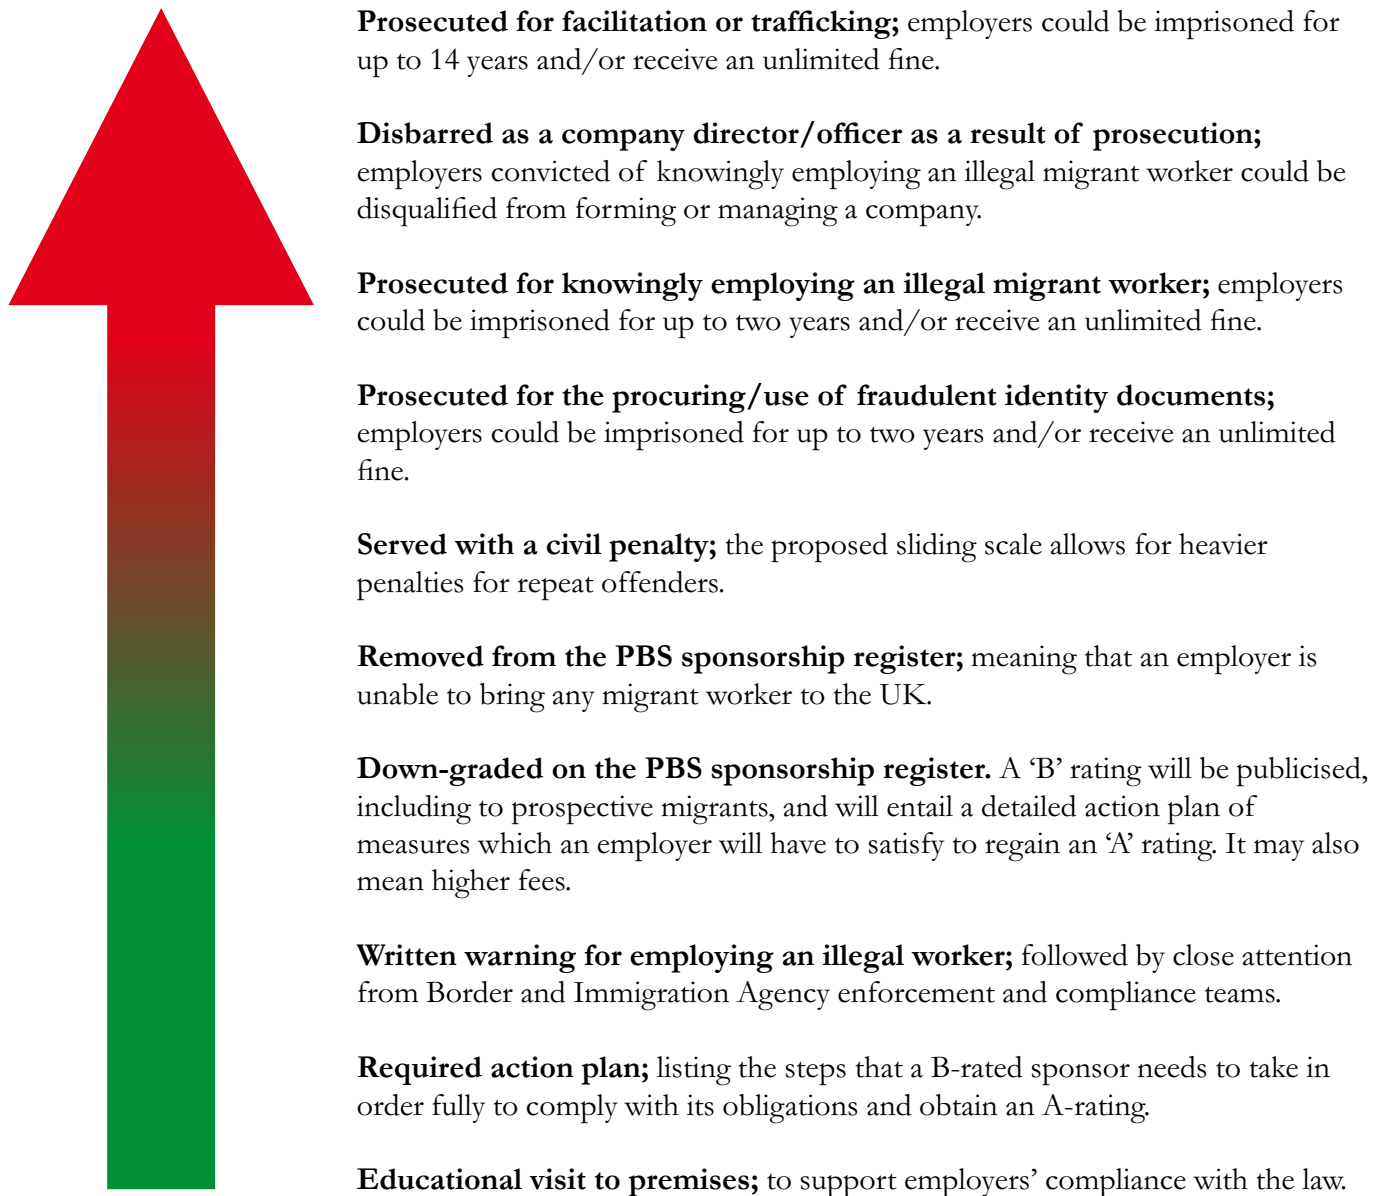 Prosecuted for facilitation or trafficking; employers could be imprisoned for
up to 14 years and/or receive an unlimited fine.
Disbarred as a company director/officer as a result of prosecution;
employers convicted of knowingly employing an illegal migrant worker could be
disqualified from forming or managing a company.
Prosecuted for knowingly employing an illegal migrant worker; employers
could be imprisoned for up to two years and/or receive an unlimited fine.
Prosecuted for the procuring/use of fraudulent identity documents;
employers could be imprisoned for up to two years and/or receive an unlimited
fine.
Served with a civil penalty; the proposed sliding scale allows for heavier
penalties for repeat offenders.
Removed from the PBS sponsorship register; meaning that an employer is
unable to bring any migrant worker to the UK.
Down-graded on the PBS sponsorship register. A ‘B’ rating will be publicised,
including to prospective migrants, and will entail a detailed action plan of
measures which an employer will have to satisfy to regain an ‘A’ rating. It may also
mean higher fees.
Written warning for employing an illegal worker; followed by close attention
from Border and Immigration Agency enforcement and compliance teams.
Required action plan; listing the steps that a B-rated sponsor needs to take in
order fully to comply with its obligations and obtain an A-rating.
Educational visit to premises; to support employers’ compliance with the law.